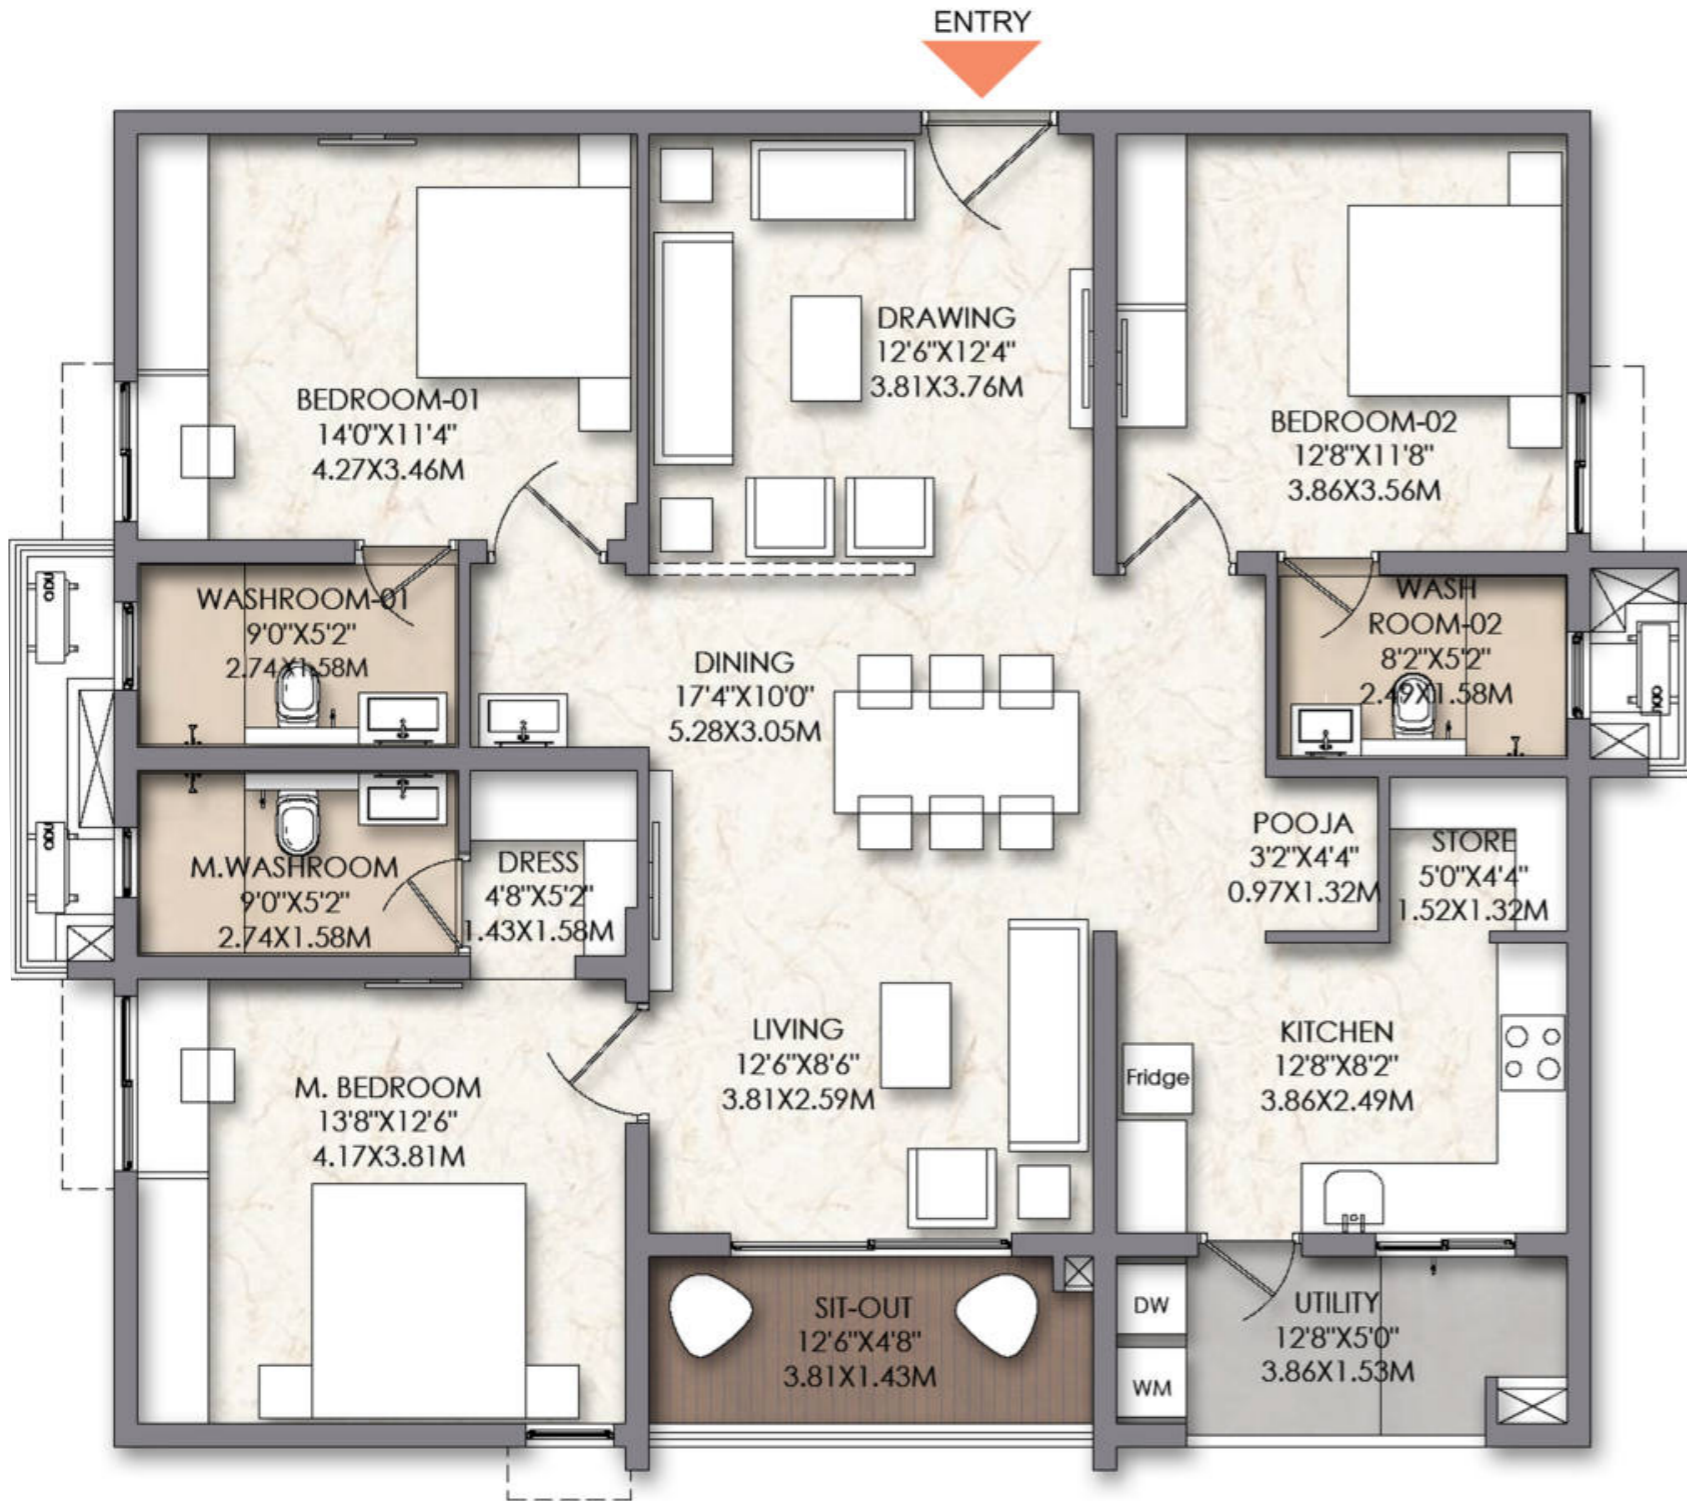 ENTRY
DRAWING
12'6"X12'4"
3.81X3.76M
BEDROOM-01
14'0"X11'4"
4.27X3.46M
BEDROOM-02
12'8"X11'8"
3.86X3.56M
WASHROOM-01
9'0"X5'2"
2.74X1.58M
WASH
ROOM-02
8'2"X5'2"
2.49X1.58M
DINING
17'4"X10'0"
5.28X3.05M
ODU
ODU
ODU
POOJA
3'2"X4'4"
0.97X1.32M
STORE
5'0"X4'4"
1.52X1.32M
M.WASHROOM
9'0"X5'2"
2.74X1.58M
DRESS
4'8"X5'2"
1.43X1.58M
LIVING
12'6"X8'6"
3.81X2.59M
KITCHEN
12'8"X8'2"
3.86X2.49M
Fridge
M. BEDROOM
13'8"X12'6"
4.17X3.81M
SIT-OUT
12'6"X4'8"
3.81X1.43M
DW
WM
UTILITY
12'8"X5'0"
3.86X1.53M